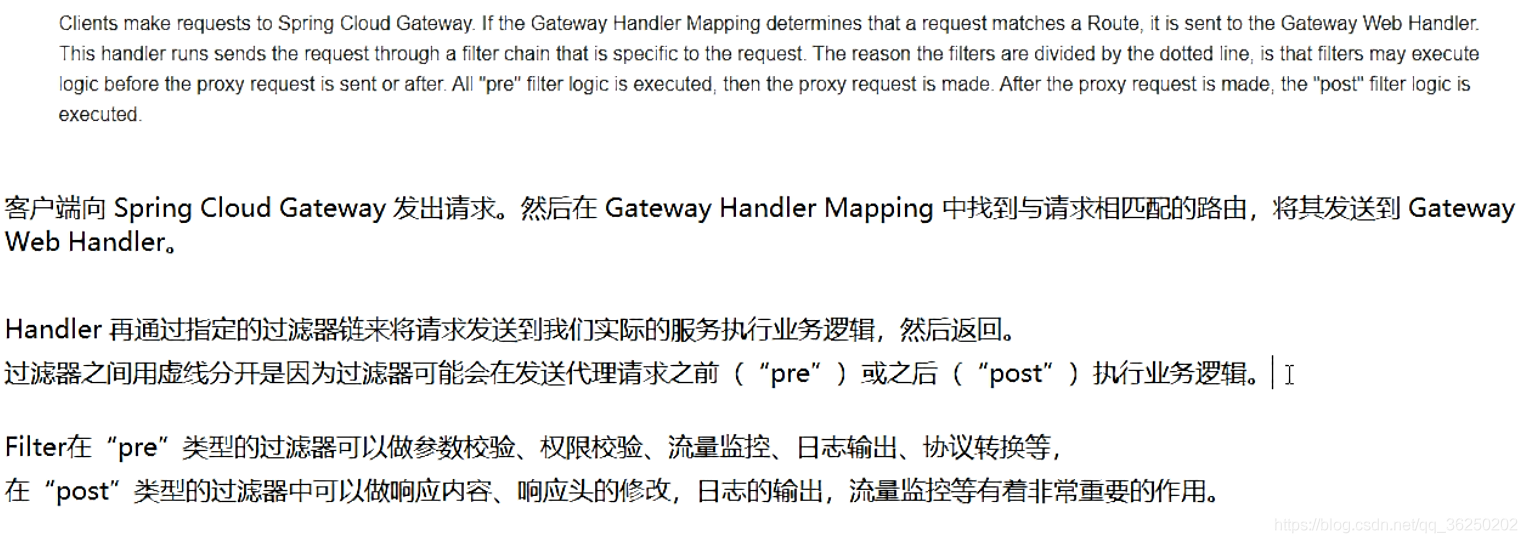 Clients make requests to Spring Cloud Gateway. If the Gateway Handler Mapping determines that a request matches a Route, it is sent to the Gateway Web Handler.
This handler runs sends the request through a filter chain that is specific to the request. The reason the filters are divided by the dotted line, is that filters may execute
logic before the proxy request is sent or after. All "pre" filter logic is executed, then the proxy request is made. After the proxy request is made, the "post" filter logic is
executed.
客户端向 Spring Cloud Gateway 发出请求。然后在 Gateway Handler Mapping 中找到与请求相匹配的路由，将其发送到 Gateway
Web Handler。
Handler 再通过指定的过滤器链来将请求发送到我们实际的服务执行业务逻辑，然后返回。
过滤器之间用虚线分开是因为过滤器可能会在发送代理请求之前（“pre”）或之后（“post”）执行业务逻辑。
Filter在“pre”类型的过滤器可以做参数校验、权限校验、流量监控、日志输出、协议转换等，
在“post”类型的过滤器中可以做响应内容、响应头的修改，日志的输出，流量监控等有着非常重要的作用。
https://blog.csdn.net/qq_36250202